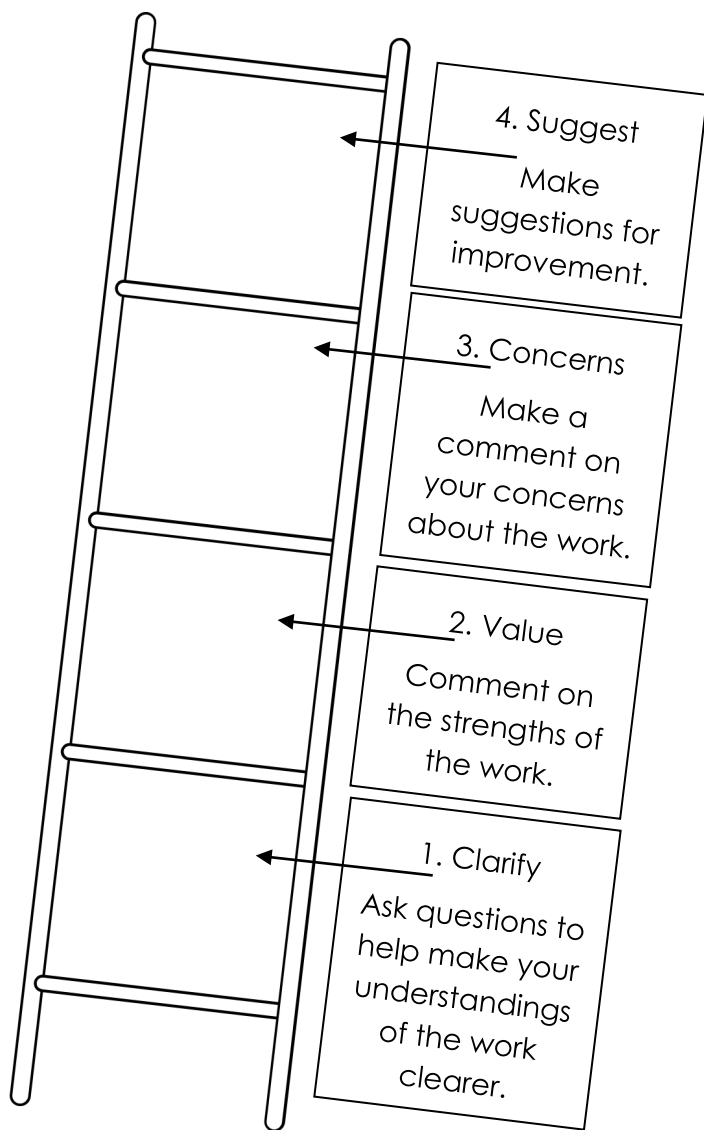 4. Suggest
Make
suggestions for
improvement.
3. Concerns
Make a
comment on
your concerns
about the work.
2. Value
Comment on
the strengths of
the work.
1. Clarify
Ask questions to
help make your
understandings
of the work
clearer.